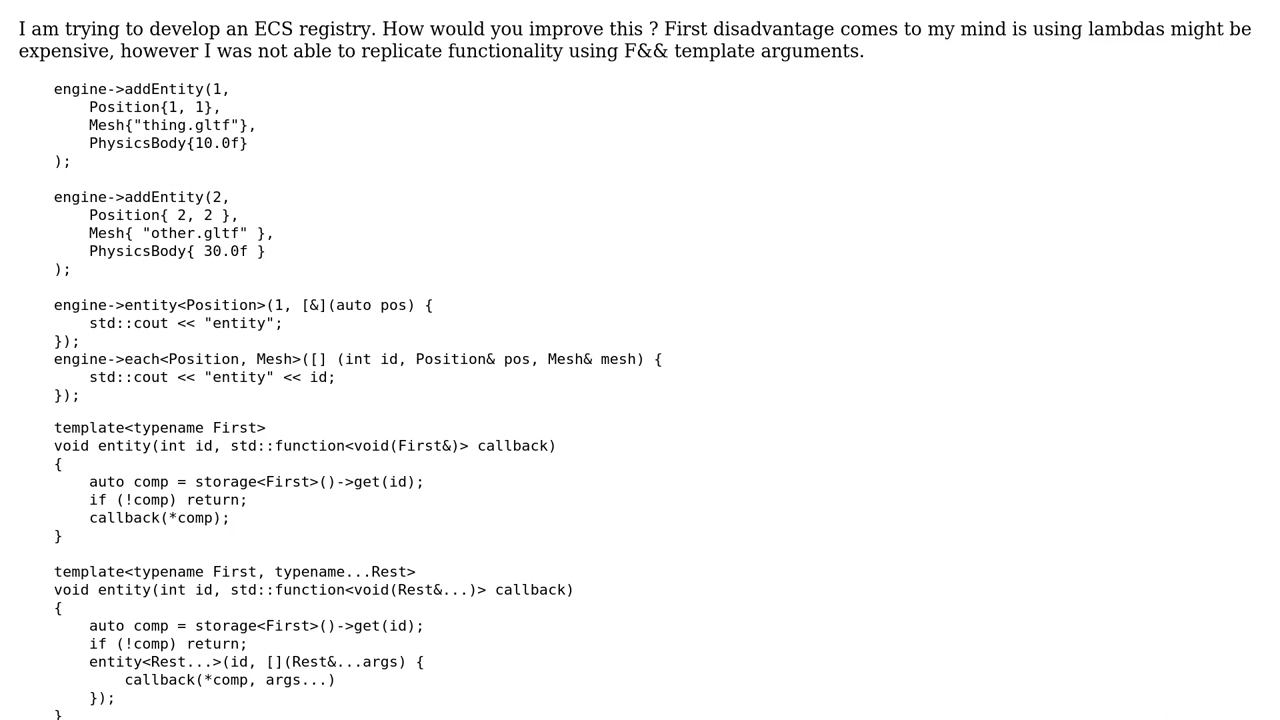 I am trying to develop an ECS registry. How would you improve this ? First disadvantage comes to my mind is using lambdas might be
expensive, however I was not able to replicate functionality using F&& template arguments.
engine->addEntity(1,
    Position{1, 1},
    Mesh{"thing.gltf"},
    PhysicsBody{10.0f}
);
engine->addEntity(2,
    Position{ 2, 2 },
    Mesh{ "other.gltf" },
    PhysicsBody{ 30.0f }
);
engine->entity<Position>(1, [&](auto pos) {
    std::cout << "entity";
});
engine->each<Position, Mesh>([] (int id, Position& pos, Mesh& mesh) {
    std::cout << "entity" << id;
});
template<typename First>
void entity(int id, std::function<void(First&)> callback)
{
    auto comp = storage<First>()->get(id);
    if (!comp) return;
    callback(*comp);
}
template<typename First, typename...Rest>
void entity(int id, std::function<void(Rest&...)> callback)
{
    auto comp = storage<First>()->get(id);
    if (!comp) return;
    entity<Rest...>(id, [](Rest&...args) {
        callback(*comp, args...)
    });
}